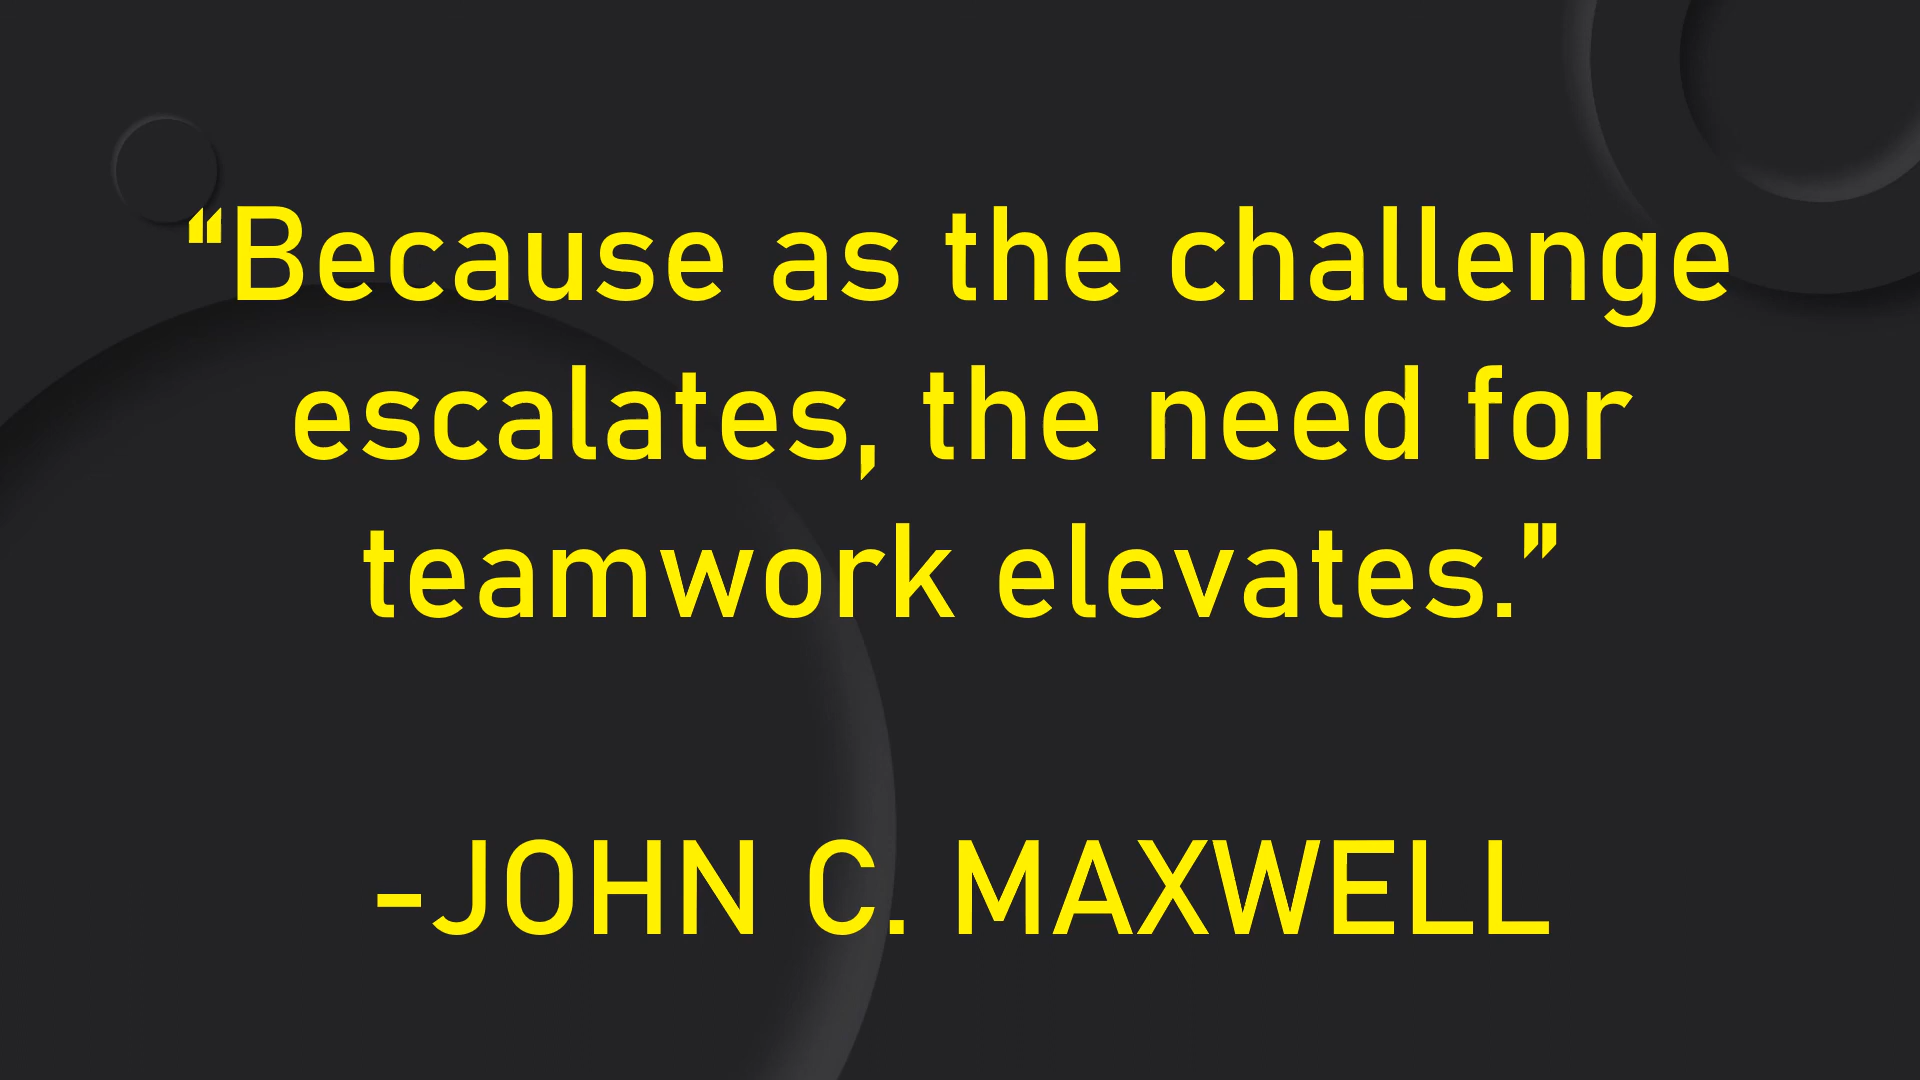 “Because as the challenge
escalates, the need for
teamwork elevates.”
-JOHN C. MAXWELL